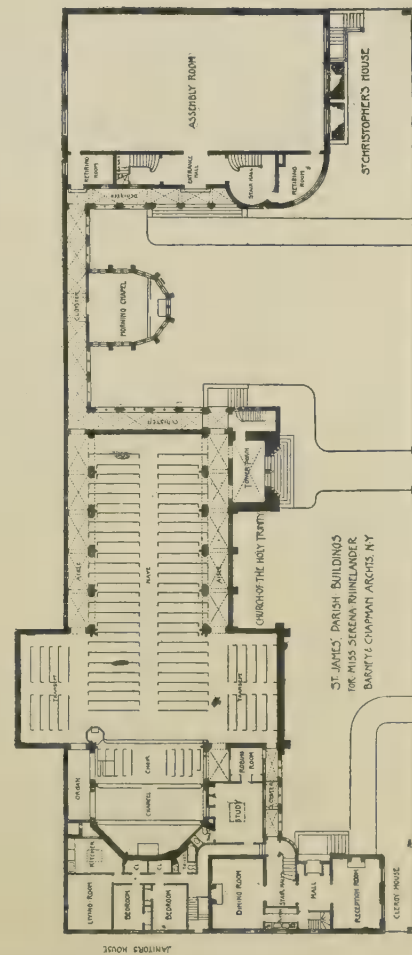 ASSEMBLY ROOM
RETIRING
ROOM
ENTRANCE
HALL
STAIR HALL
RETIRING
ROOM
ST CHRISTOPHER'S HOUSE
CLOISTER
CLOISTER
MORNING CHAPEL
CLOISTER
TOWER PORCH
AISLE
NAVE
AISLE
CHURCH OF THE HOLY TRINITY
TRANSEPT
TRANSEPT
ST. JAMES' PARISH BUILDINGS
FOR MISS SERENA RHINELANDER
BARNEY & CHAPMAN ARCHTS. N.Y
ORGAN
CHOIR
CHANCEL
ROBING
ROOM
STUDY
CLOISTER
KITCHEN
LIVING ROOM
BEDROOM
CL
CL
BEDROOM
DINING ROOM
STAIR HALL
HALL
RECEPTION ROOM
CLERGY HOUSE
JANITORS HOUSE